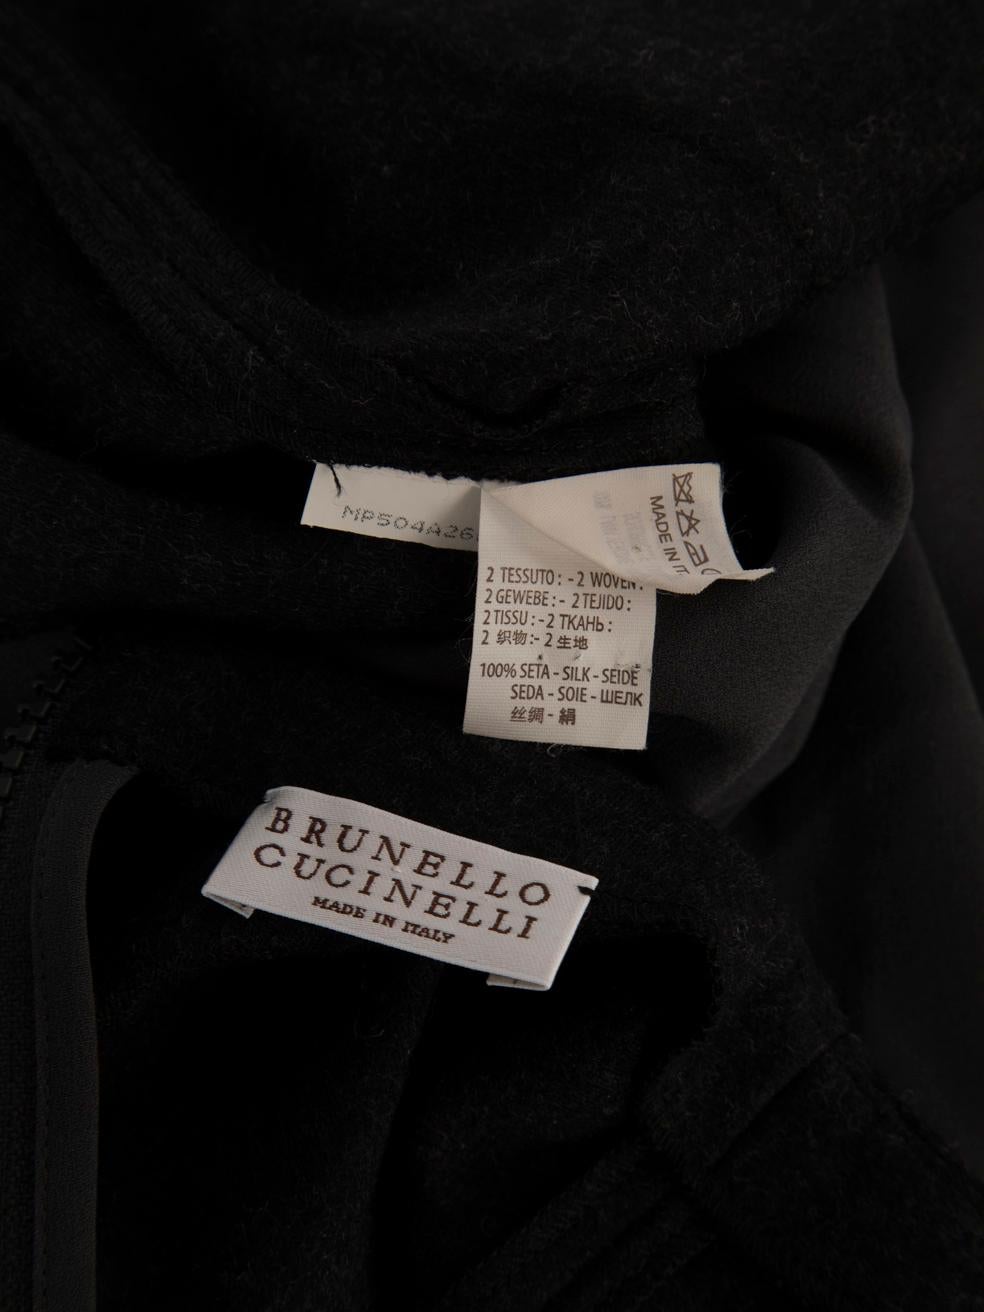 MP504A26
MADE IN IT
2 TESSUTO: - 2 WOVEN:
2 GEWEBE: - 2 TEJIDO:
2 TISSU: - 2 ТКАНЬ:
2 织物:- 2 生地
100% SETA - SILK - SEIDE
SEDA - SOIE - ШЕЛК
丝绸 - 絹
BRUNELLO
CUCINELLI
MADE IN ITALY